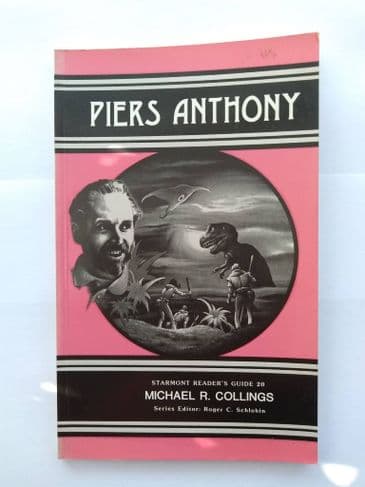 PIERS ANTHONY
STARMONT READER'S GUIDE 20
MICHAEL R. COLLINGS
Series Editor: Roger C. Schlobin